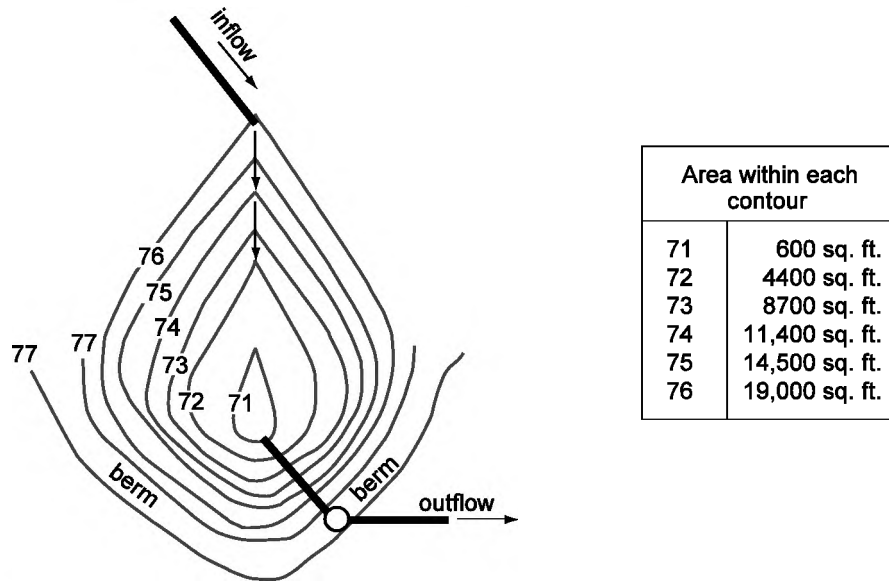 inflow
76
75
74
77
77
73
72
71
berm
berm
outflow
Area within each
contour
71 600 sq. ft.
72 4400 sq. ft.
73 8700 sq. ft.
74 11,400 sq. ft.
75 14,500 sq. ft.
76 19,000 sq. ft.